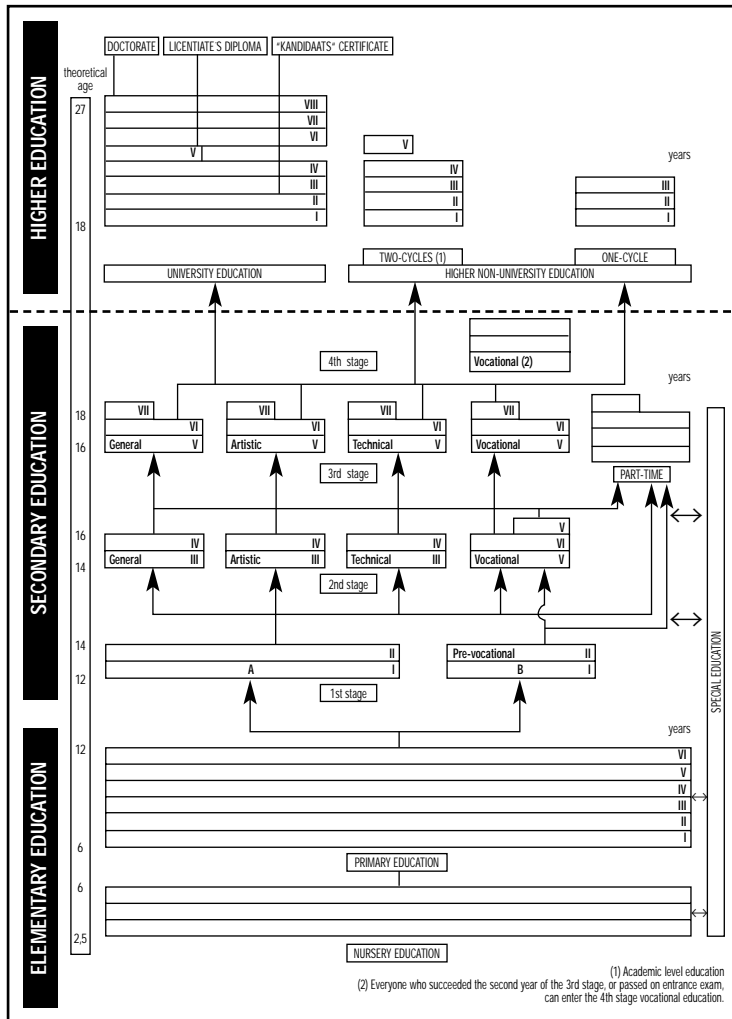 HIGHER EDUCATION
DOCTORATE
LICENTIATE'S DIPLOMA
"KANDIDAATS" CERTIFICATE
theoretical
age
27
VIII
VII
VI
V
IV
III
II
I
18
V
IV
III
II
I
years
III
II
I
TWO-CYCLES (1)
ONE-CYCLE
UNIVERSITY EDUCATION
HIGHER NON-UNIVERSITY EDUCATION
SECONDARY EDUCATION
Vocational (2)
4th stage
years
18
16
VII
VI
General V
VII
VI
Artistic V
VII
VI
Technical V
VII
VI
Vocational V
3rd stage
PART-TIME
16
14
IV
General III
IV
Artistic III
IV
Technical III
V
VI
Vocational V
2nd stage
14
12
II
A I
Pre-vocational II
B I
1st stage
SPECIAL EDUCATION
ELEMENTARY EDUCATION
years
12
VI
V
IV
III
II
I
6
PRIMARY EDUCATION
6
2,5
NURSERY EDUCATION
(1) Academic level education
(2) Everyone who succeeded the second year of the 3rd stage, or passed on entrance exam,
can enter the 4th stage vocational education.